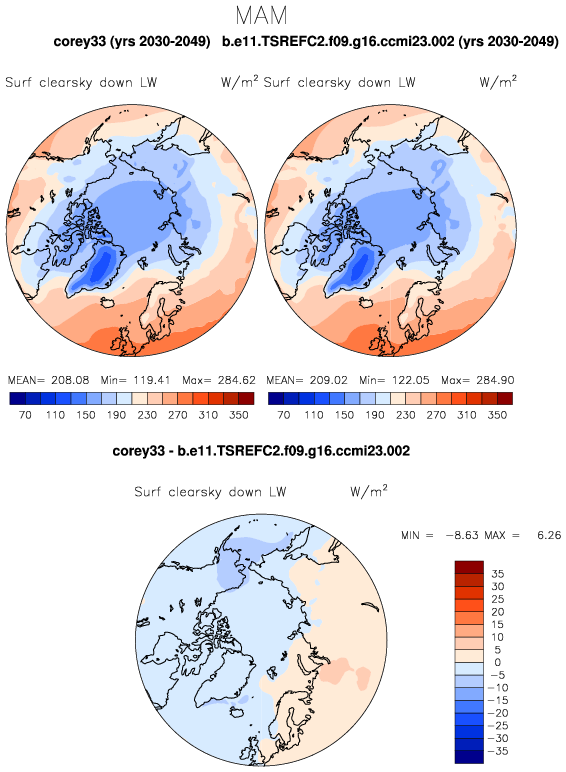 MAM
corey33 (yrs 2030-2049) b.e11.TSREFC2.f09.g16.ccmi23.002 (yrs 2030-2049)
Surf clearsky down LW W/m² Surf clearsky down LW W/m²
MEAN= 208.08 Min= 119.41 Max= 284.62 MEAN= 209.02 Min= 122.05 Max= 284.90
70 110 150 190 230 270 310 350 70 110 150 190 230 270 310 350
corey33 - b.e11.TSREFC2.f09.g16.ccmi23.002
Surf clearsky down LW W/m²
MIN = -8.63 MAX = 6.26
35
30
25
20
15
10
5
0
-5
-10
-15
-20
-25
-30
-35